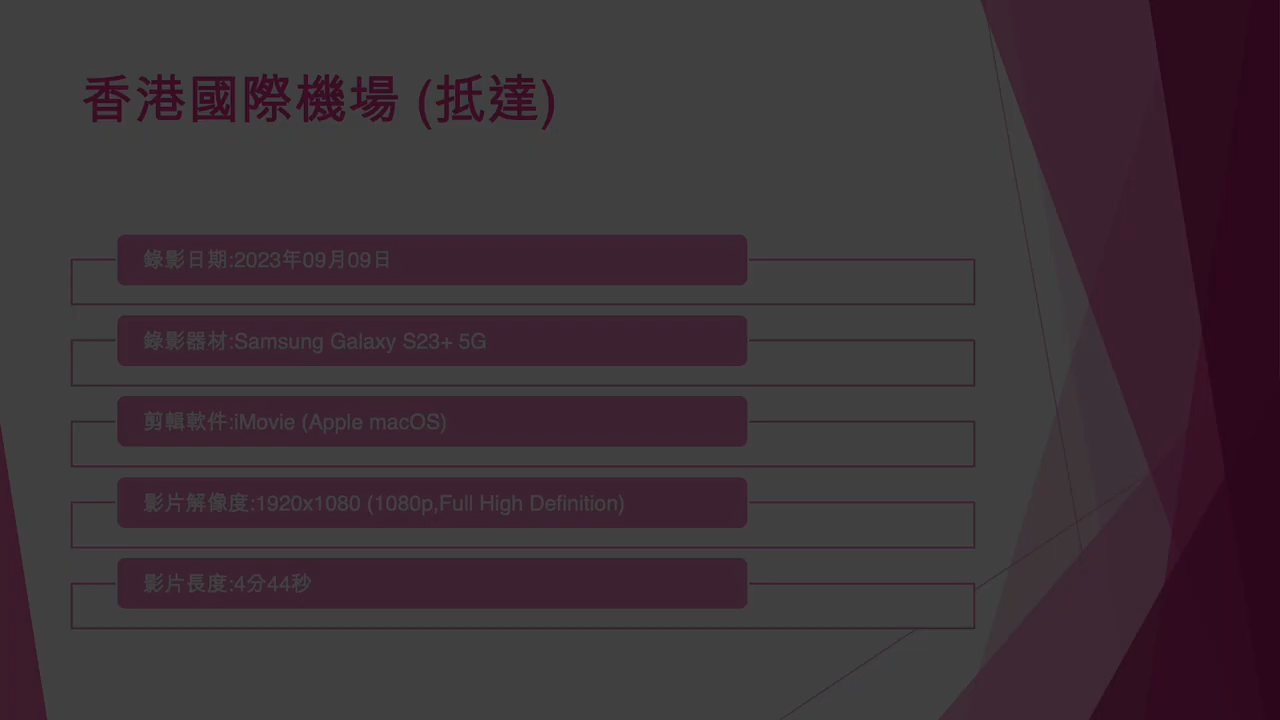 香港國際機場 (抵達)
錄影日期:2023年09月09日
錄影器材:Samsung Galaxy S23+ 5G
剪輯軟件:iMovie (Apple macOS)
影片解像度:1920x1080 (1080p,Full High Definition)
影片長度:4分44秒